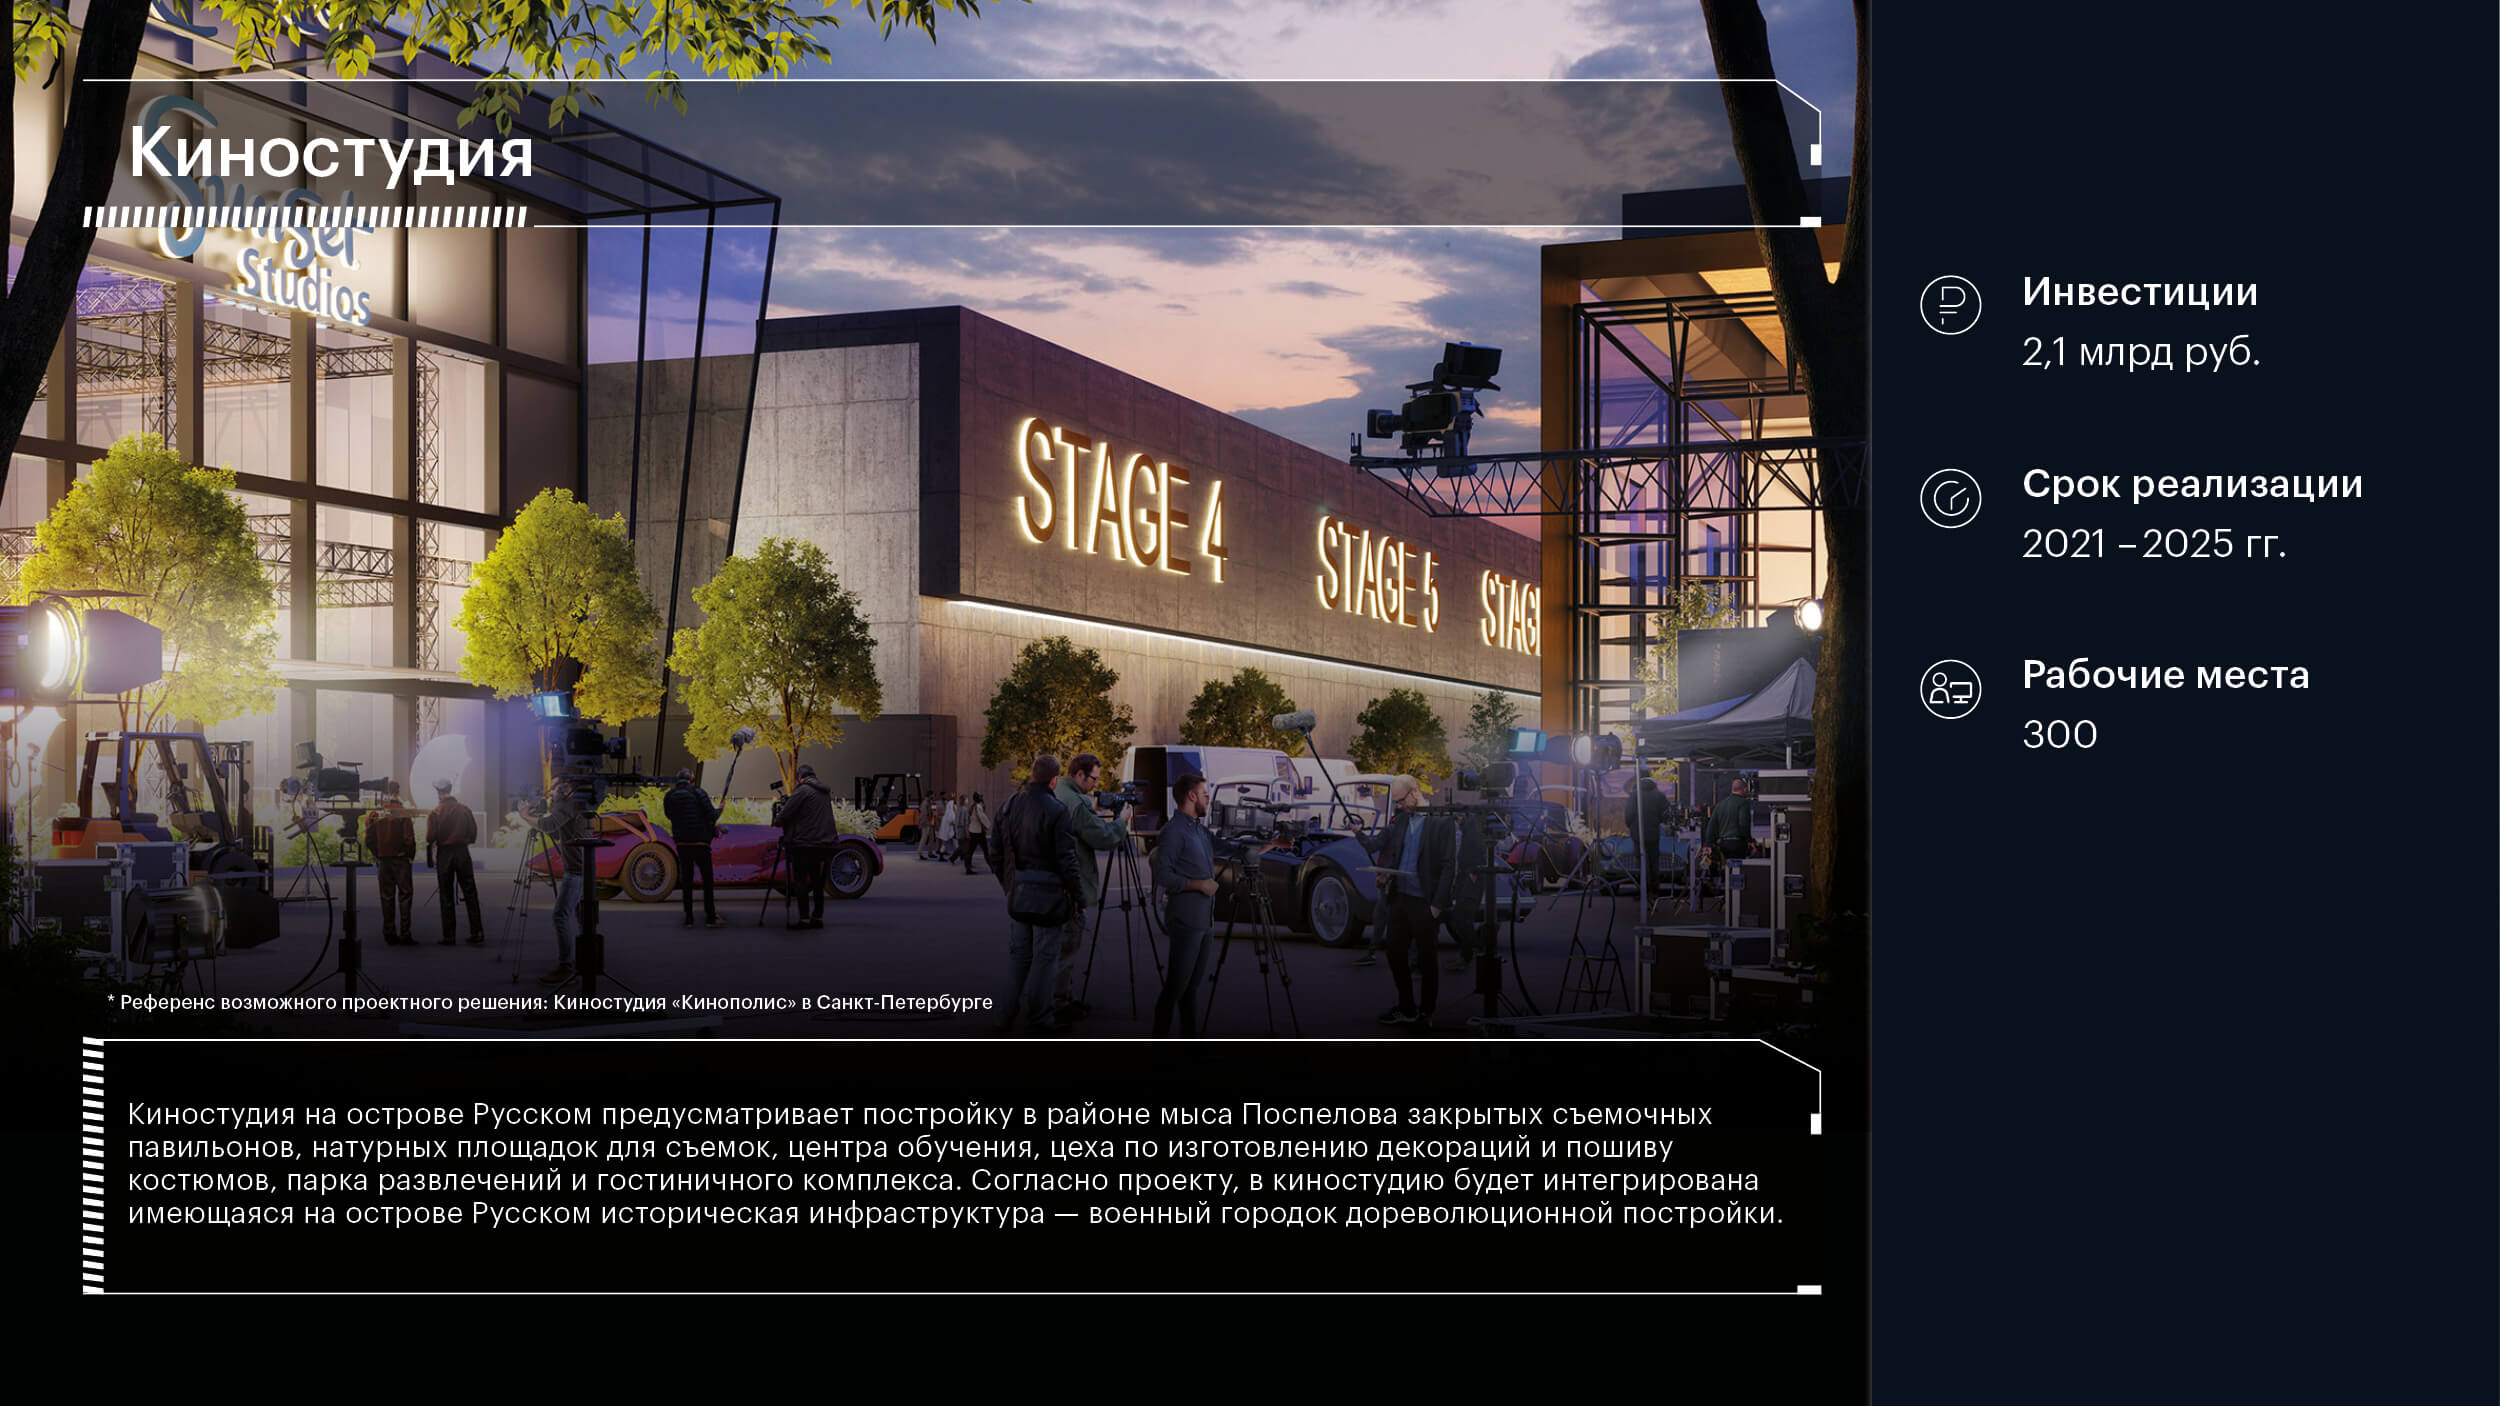 Киностудия
Sunset
Studios
STAGE 4
STAGE 5
STAGE
* Референс возможного проектного решения: Киностудия «Кинополис» в Санкт-Петербурге
Киностудия на острове Русском предусматривает постройку в районе мыса Поспелова закрытых съемочных
павильонов, натурных площадок для съемок, центра обучения, цеха по изготовлению декораций и пошиву
костюмов, парка развлечений и гостиничного комплекса. Согласно проекту, в киностудию будет интегрирована
имеющаяся на острове Русском историческая инфраструктура — военный городок дореволюционной постройки.
Инвестиции
2,1 млрд руб.
Срок реализации
2021 – 2025 гг.
Рабочие места
300